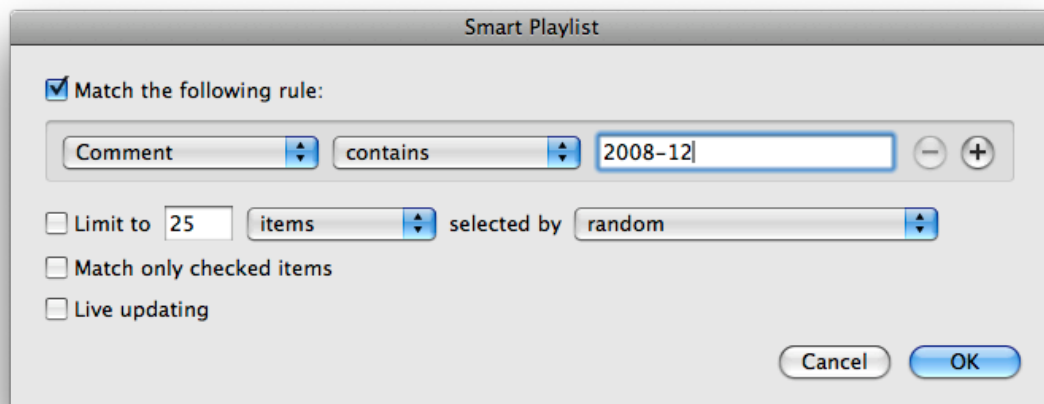 Smart Playlist
Match the following rule:
Comment contains 2008-12
Limit to 25 items selected by random
Match only checked items
Live updating
Cancel OK